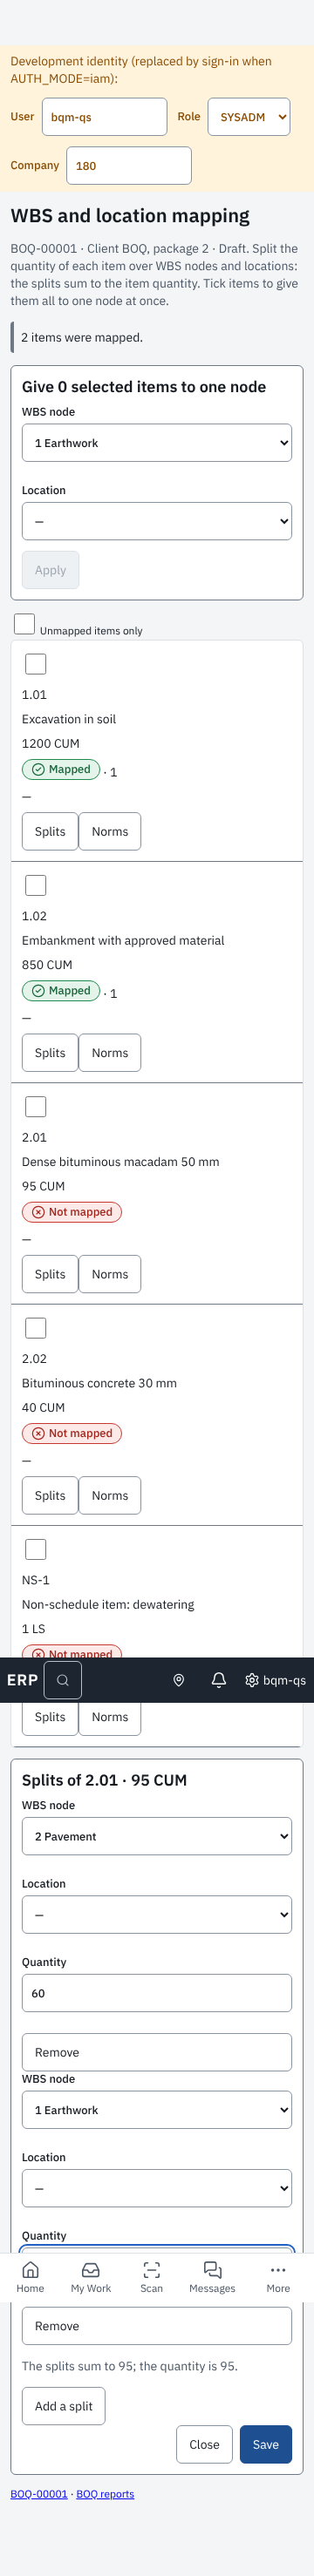 Development identity (replaced by sign-in when
AUTH_MODE=iam):
User bqm-qs Role SYSADM
Company 180
WBS and location mapping
BOQ-00001 · Client BOQ, package 2 · Draft. Split the
quantity of each item over WBS nodes and locations:
the splits sum to the item quantity. Tick items to give
them all to one node at once.
2 items were mapped.
Give 0 selected items to one node
WBS node
1 Earthwork
Location
—
Apply
Unmapped items only
1.01
Excavation in soil
1200 CUM
Mapped · 1
—
Splits Norms
1.02
Embankment with approved material
850 CUM
Mapped · 1
—
Splits Norms
2.01
Dense bituminous macadam 50 mm
95 CUM
Not mapped
—
Splits Norms
2.02
Bituminous concrete 30 mm
40 CUM
Not mapped
—
Splits Norms
NS-1
Non-schedule item: dewatering
1 LS
Not mapped
ERP bqm-qs
Splits Norms
Splits of 2.01 · 95 CUM
WBS node
2 Pavement
Location
—
Quantity
60
Remove
WBS node
1 Earthwork
Location
—
Quantity
Home My Work Scan Messages More
Remove
The splits sum to 95; the quantity is 95.
Add a split
Close Save
BOQ-00001 · BOQ reports